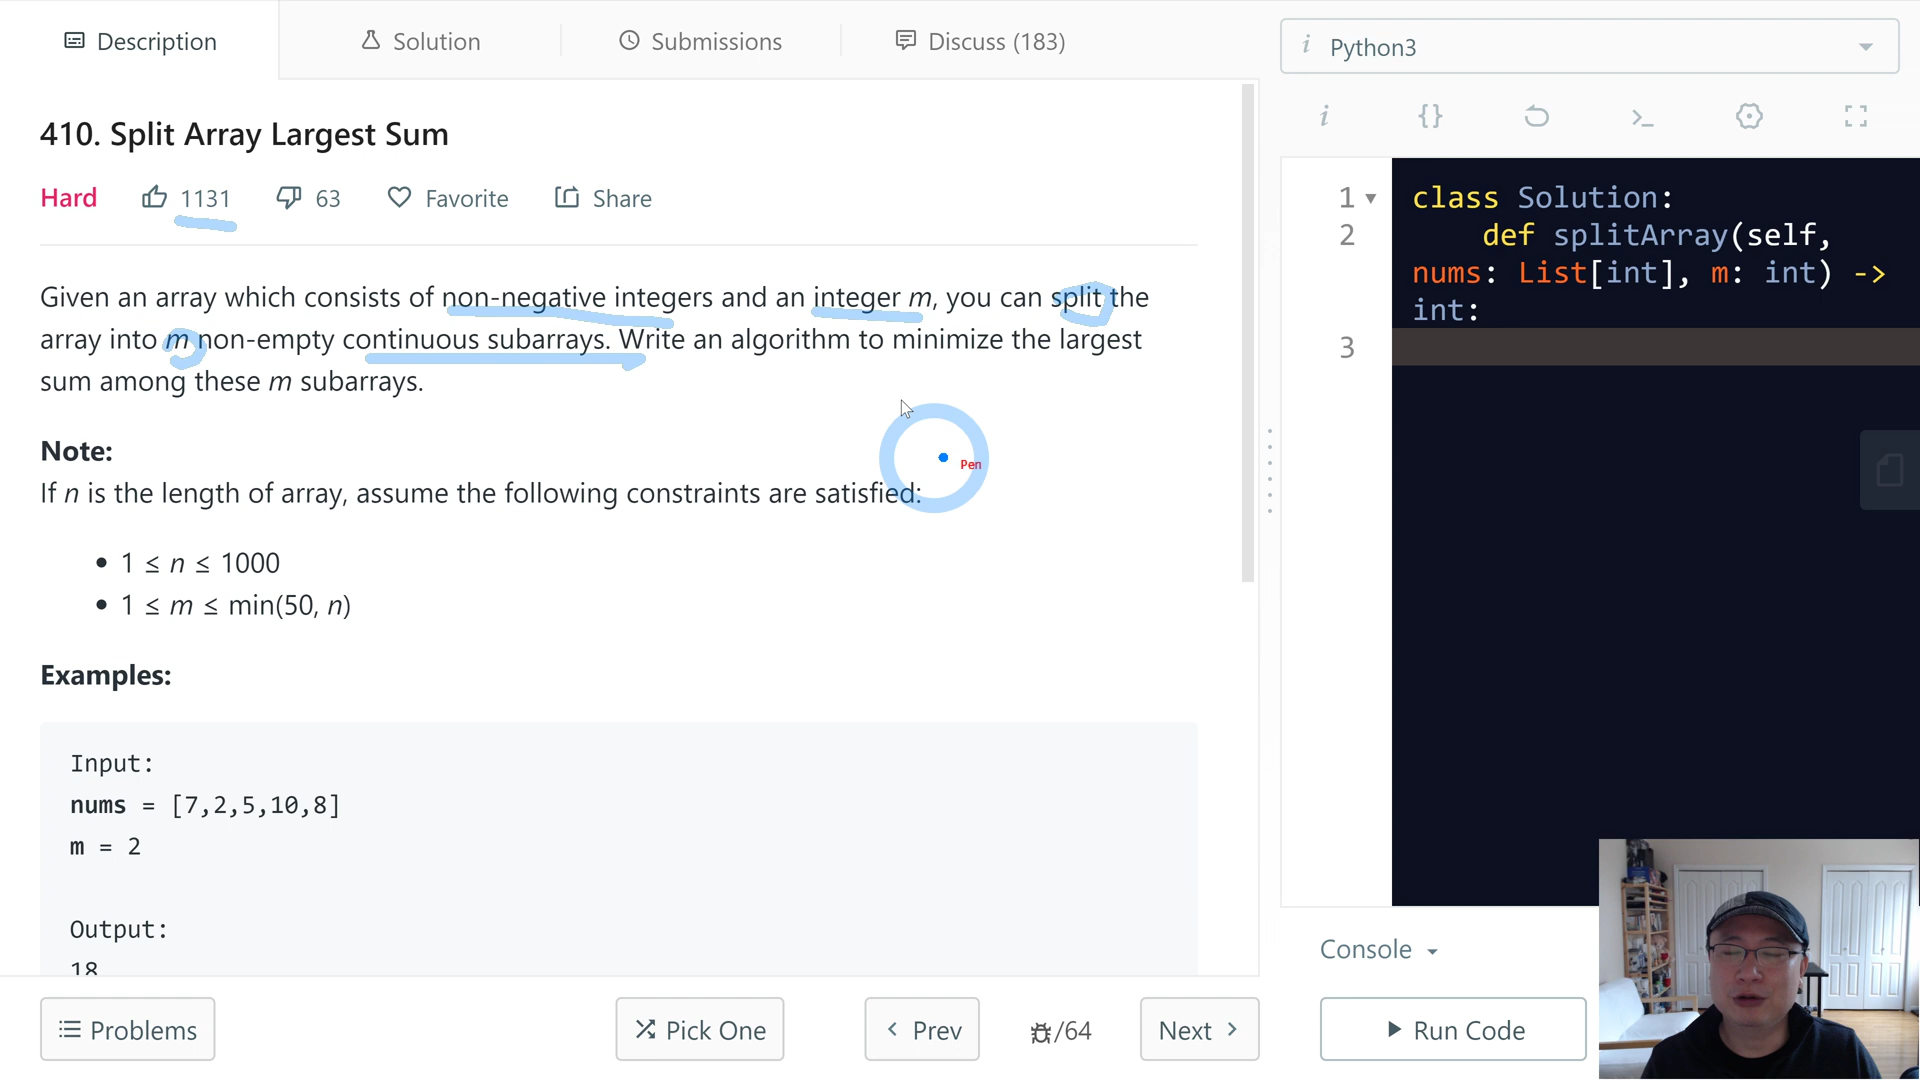 Description
Solution
Submissions
Discuss (183)
410. Split Array Largest Sum
Hard 1131 63 Favorite Share
Given an array which consists of non-negative integers and an integer m, you can split the
array into m non-empty continuous subarrays. Write an algorithm to minimize the largest
sum among these m subarrays.
Pen
Note:
If n is the length of array, assume the following constraints are satisfied:
• 1 ≤ n ≤ 1000
• 1 ≤ m ≤ min(50, n)
Examples:
Input:
nums = [7,2,5,10,8]
m = 2
Output:
18
Problems
Pick One
Prev
/64
Next
i Python3
i {} >_
1 class Solution:
2 def splitArray(self,
nums: List[int], m: int) ->
int:
3
Console
Run Code